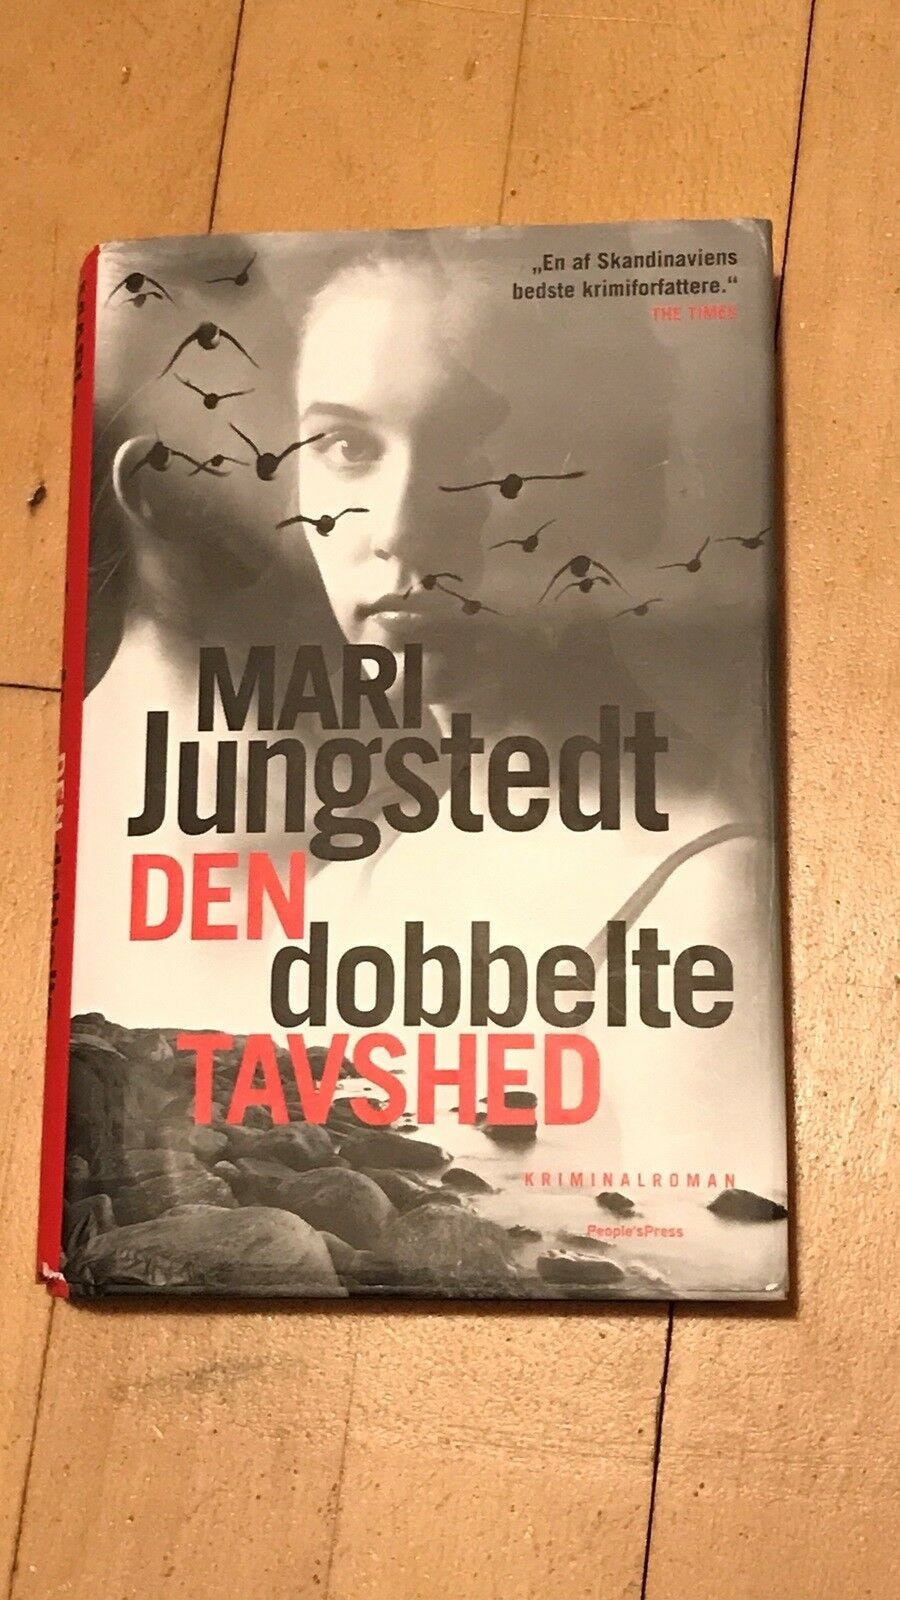 „En af Skandinaviens
bedste krimiforfattere.“
THE TIMES
MARI
Jungstedt
DEN
dobbelte
TAVSHED
KRIMINALROMAN
People'sPress